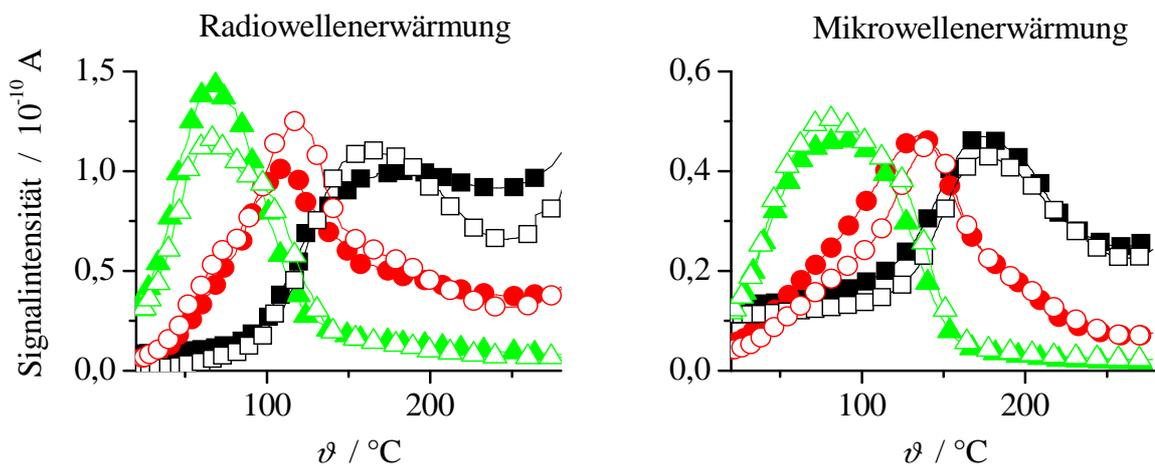 Radiowellenerwärmung
Mikrowellenerwärmung
Signalintensität / 10⁻¹⁰ A
1,5
1,0
0,5
0,0
100 200
ϑ / °C
0,6
0,4
0,2
0,0
100 200
ϑ / °C